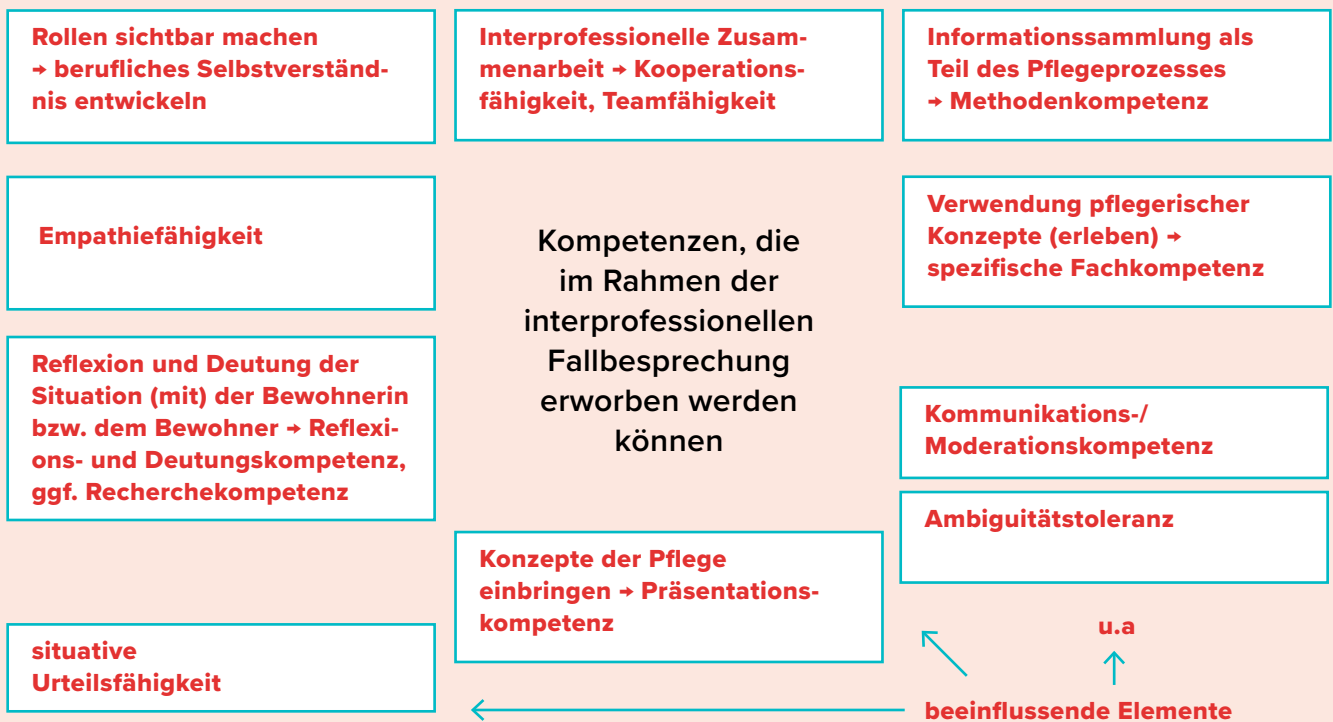 Rollen sichtbar machen
→ berufliches Selbstverständ-
nis entwickeln
Interprofessionelle Zusam-
menarbeit → Kooperations-
fähigkeit, Teamfähigkeit
Informationssammlung als
Teil des Pflegeprozesses
→ Methodenkompetenz
Empathiefähigkeit
Kompetenzen, die
im Rahmen der
interprofessionellen
Fallbesprechung
erworben werden
können
Verwendung pflegerischer
Konzepte (erleben) →
spezifische Fachkompetenz
Reflexion und Deutung der
Situation (mit) der Bewohnerin
bzw. dem Bewohner → Reflexi-
ons- und Deutungskompetenz,
ggf. Recherchekompetenz
Kommunikations-/
Moderationskompetenz
Ambiguitätstoleranz
Konzepte der Pflege
einbringen → Präsentations-
kompetenz
situative
Urteilsfähigkeit
u.a
beeinflussende Elemente